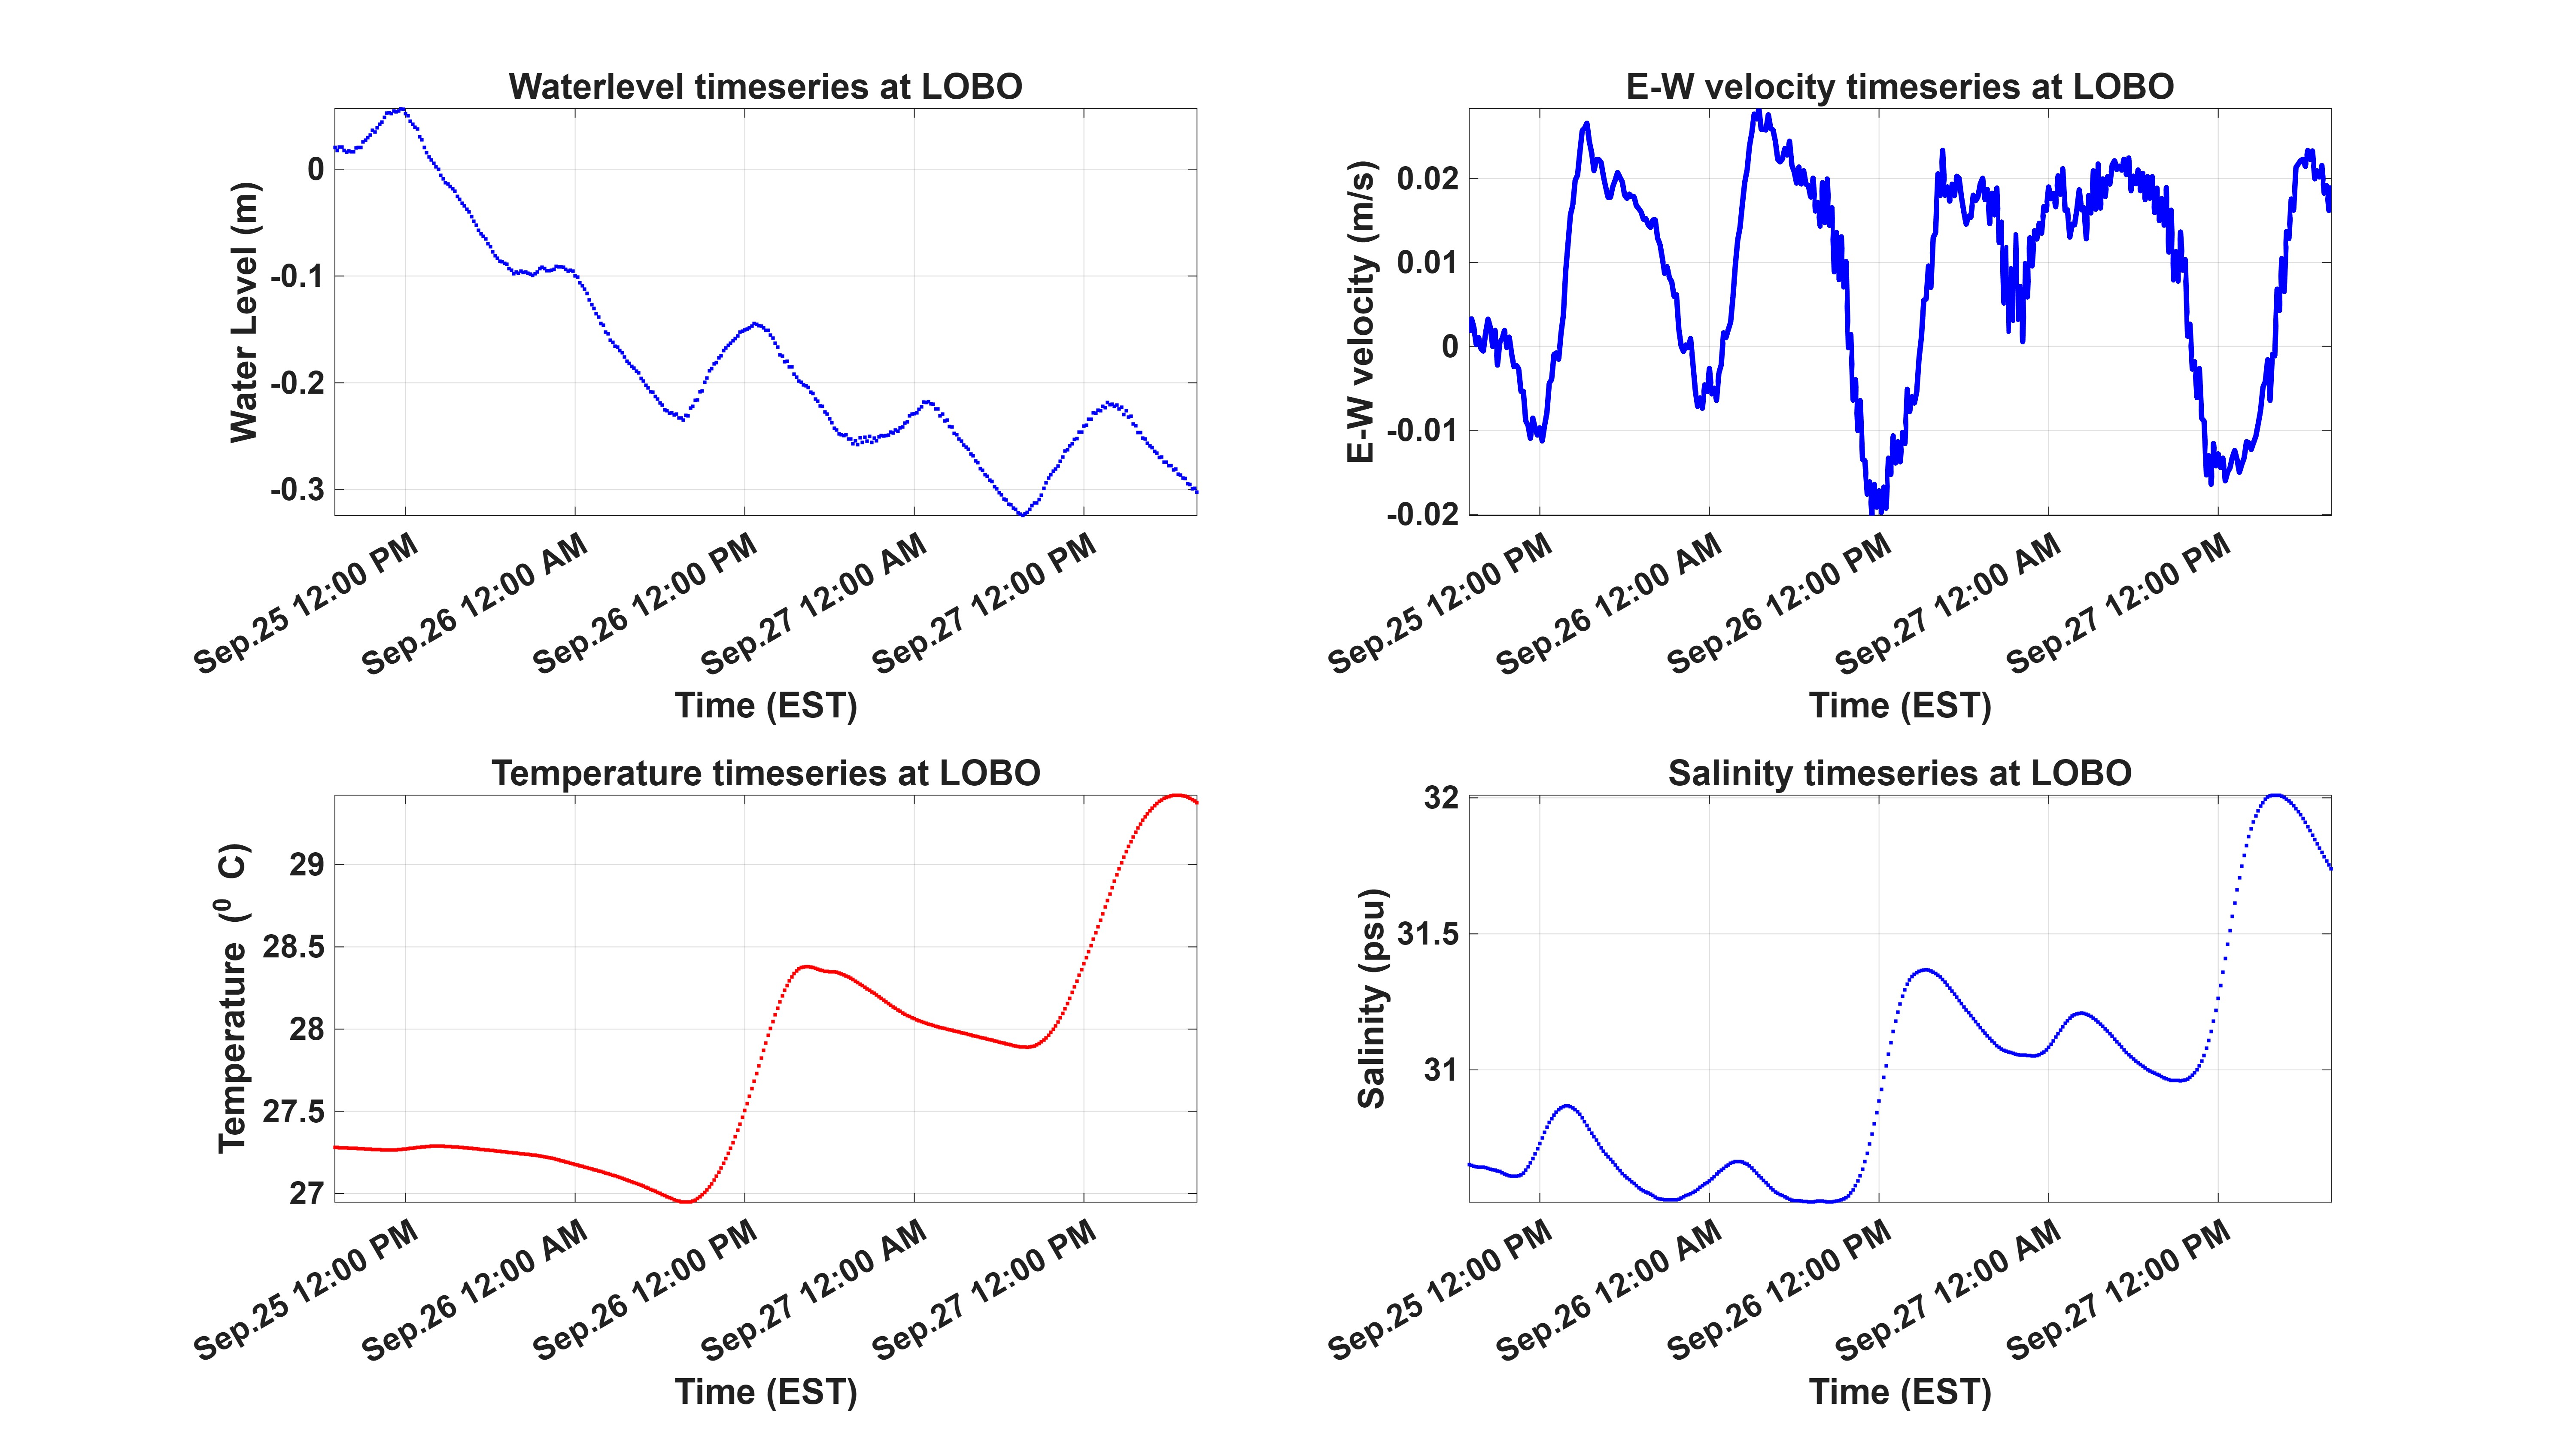 Waterlevel timeseries at LOBO
Water Level (m)
0
-0.1
-0.2
-0.3
Sep.25 12:00 PM
Sep.26 12:00 AM
Sep.26 12:00 PM
Sep.27 12:00 AM
Sep.27 12:00 PM
Time (EST)
E-W velocity timeseries at LOBO
E-W velocity (m/s)
0.02
0.01
0
-0.01
-0.02
Sep.25 12:00 PM
Sep.26 12:00 AM
Sep.26 12:00 PM
Sep.27 12:00 AM
Sep.27 12:00 PM
Time (EST)
Temperature timeseries at LOBO
Temperature (⁰ C)
29
28.5
28
27.5
27
Sep.25 12:00 PM
Sep.26 12:00 AM
Sep.26 12:00 PM
Sep.27 12:00 AM
Sep.27 12:00 PM
Time (EST)
Salinity timeseries at LOBO
Salinity (psu)
32
31.5
31
Sep.25 12:00 PM
Sep.26 12:00 AM
Sep.26 12:00 PM
Sep.27 12:00 AM
Sep.27 12:00 PM
Time (EST)